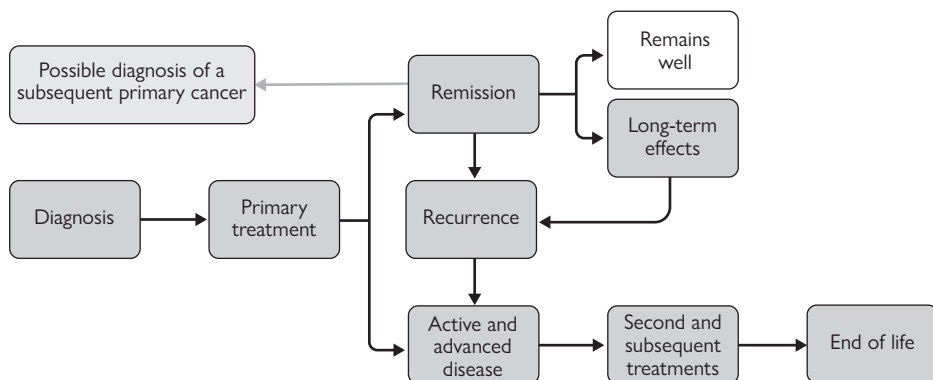 Remains
well
Possible diagnosis of a
subsequent primary cancer
Remission
Long-term
effects
Diagnosis
Primary
treatment
Recurrence
Active and
advanced
disease
Second and
subsequent
treatments
End of life